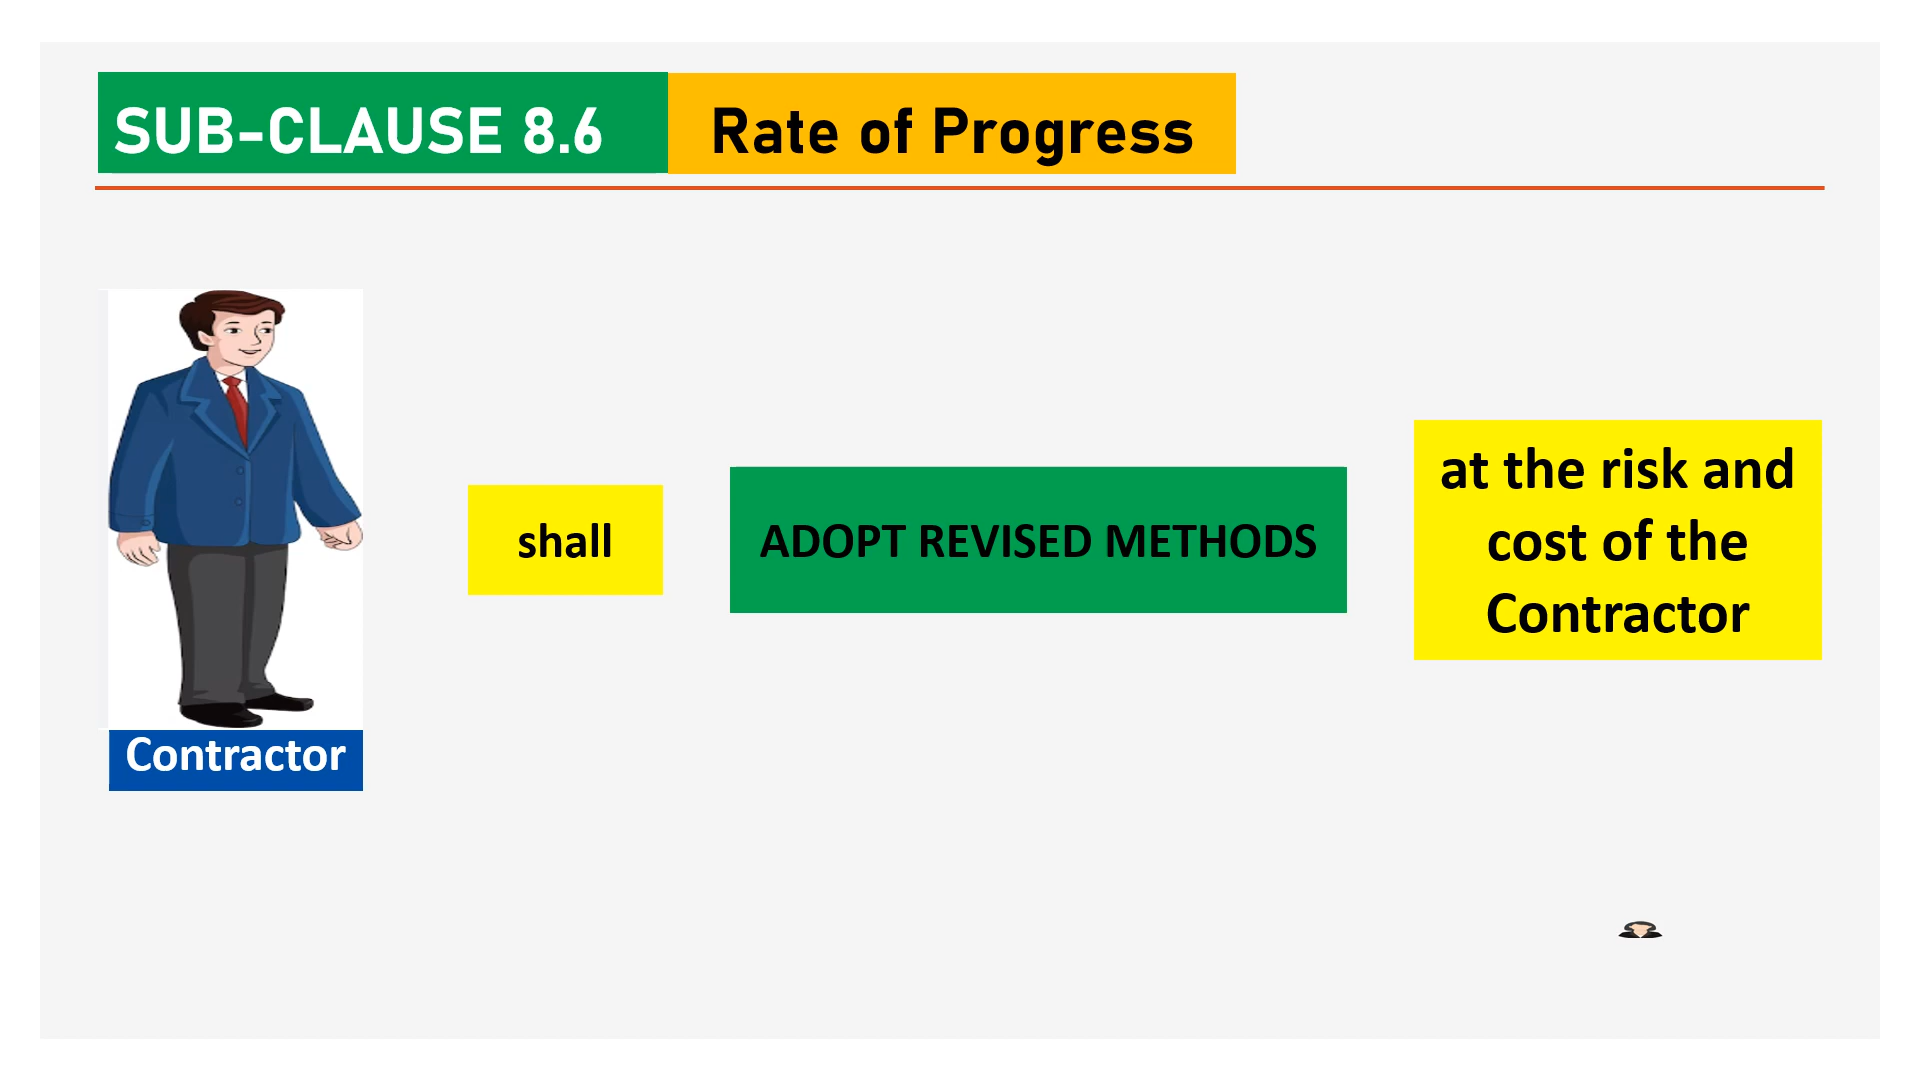 SUB-CLAUSE 8.6 Rate of Progress
shall
ADOPT REVISED METHODS
at the risk and
cost of the
Contractor
Contractor